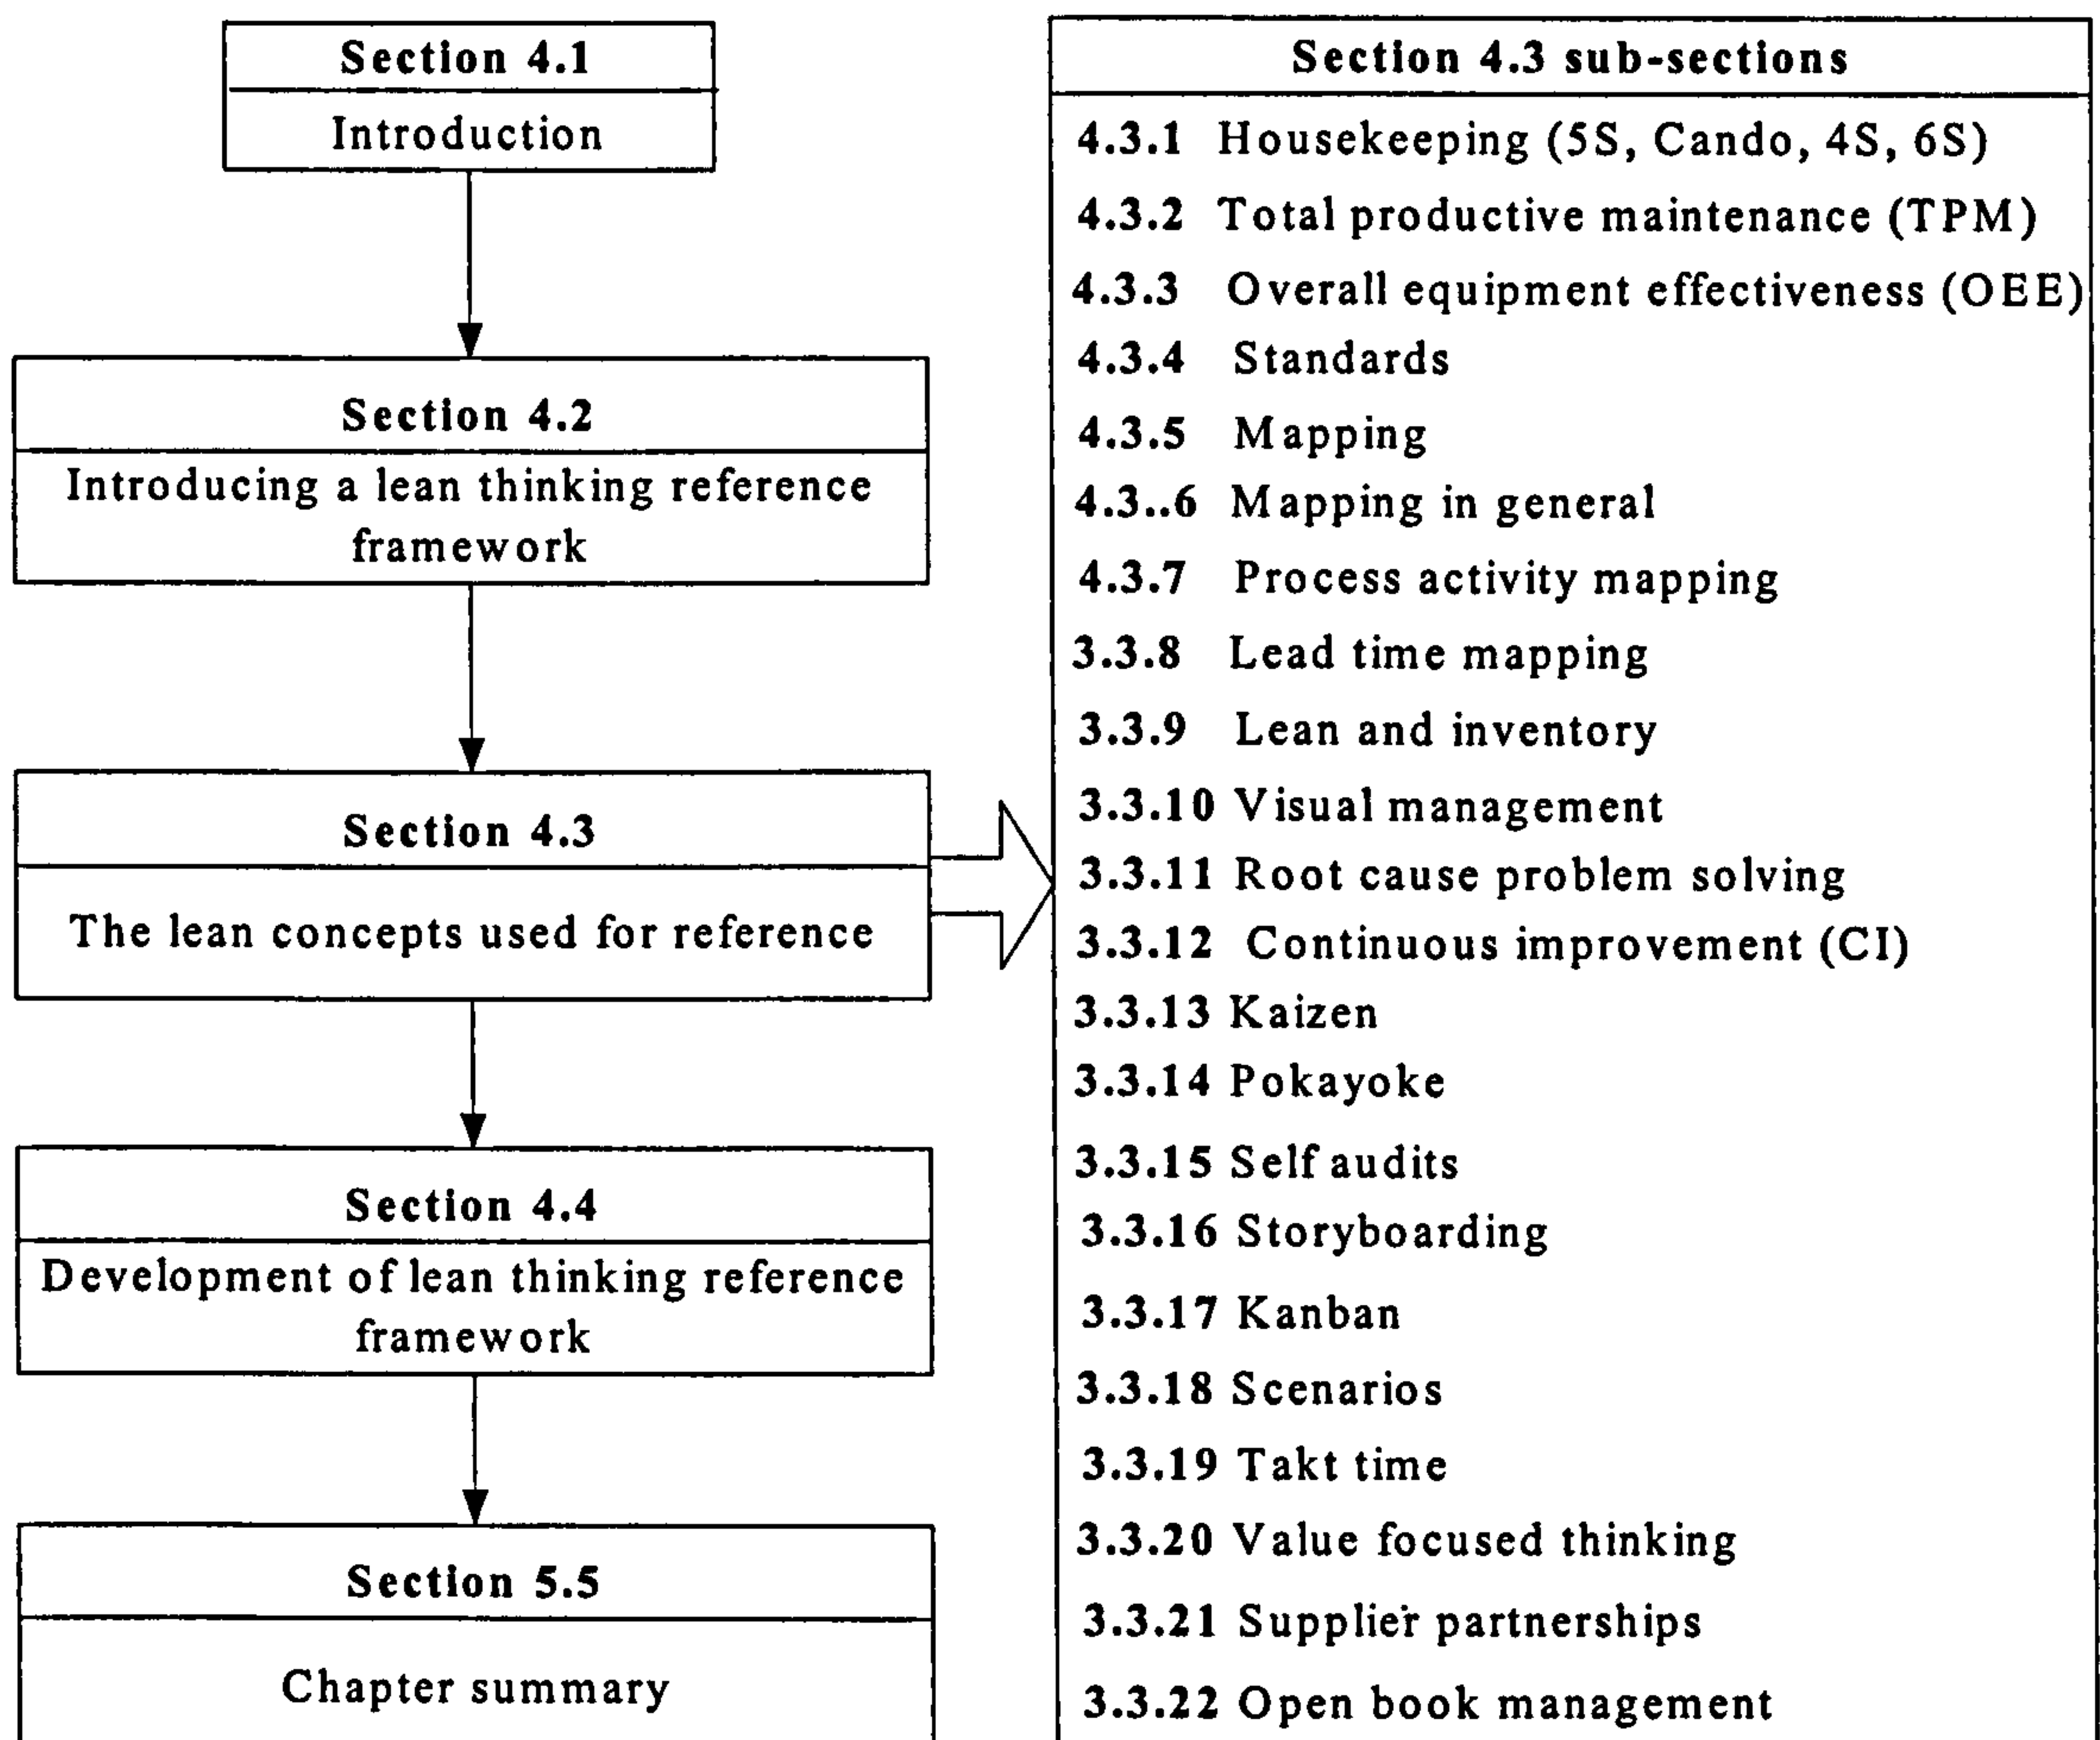 Section 4.1
Introduction
Section 4.2
Introducing a lean thinking reference
framework
Section 4.3
The lean concepts used for reference
Section 4.4
Development of lean thinking reference
framework
Section 5.5
Chapter summary
Section 4.3 sub-sections
4.3.1 Housekeeping (5S, Cando, 4S, 6S)
4.3.2 Total productive maintenance (TPM)
4.3.3 Overall equipment effectiveness (OEE)
4.3.4 Standards
4.3.5 Mapping
4.3..6 Mapping in general
4.3.7 Process activity mapping
3.3.8 Lead time mapping
3.3.9 Lean and inventory
3.3.10 Visual management
3.3.11 Root cause problem solving
3.3.12 Continuous improvement (CI)
3.3.13 Kaizen
3.3.14 Pokayoke
3.3.15 Self audits
3.3.16 Storyboarding
3.3.17 Kanban
3.3.18 Scenarios
3.3.19 Takt time
3.3.20 Value focused thinking
3.3.21 Supplier partnerships
3.3.22 Open book management